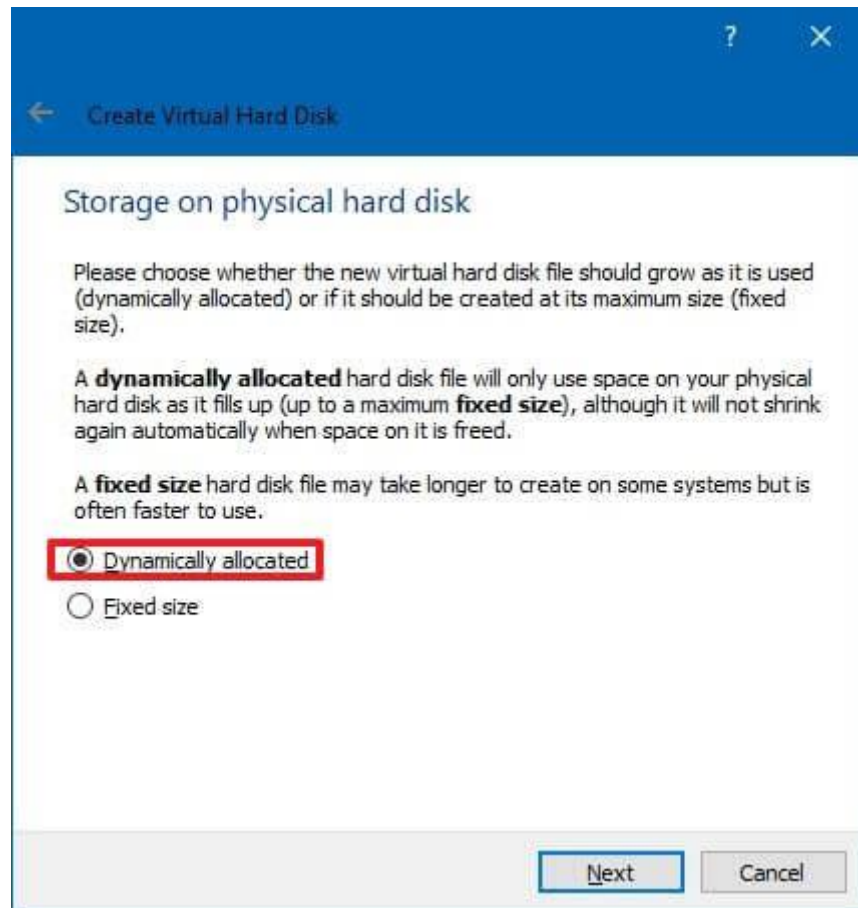 ?
Create Virtual Hard Disk
Storage on physical hard disk
Please choose whether the new virtual hard disk file should grow as it is used
(dynamically allocated) or if it should be created at its maximum size (fixed
size).
A dynamically allocated hard disk file will only use space on your physical
hard disk as it fills up (up to a maximum fixed size), although it will not shrink
again automatically when space on it is freed.
A fixed size hard disk file may take longer to create on some systems but is
often faster to use.
Dynamically allocated
Fixed size
Next Cancel